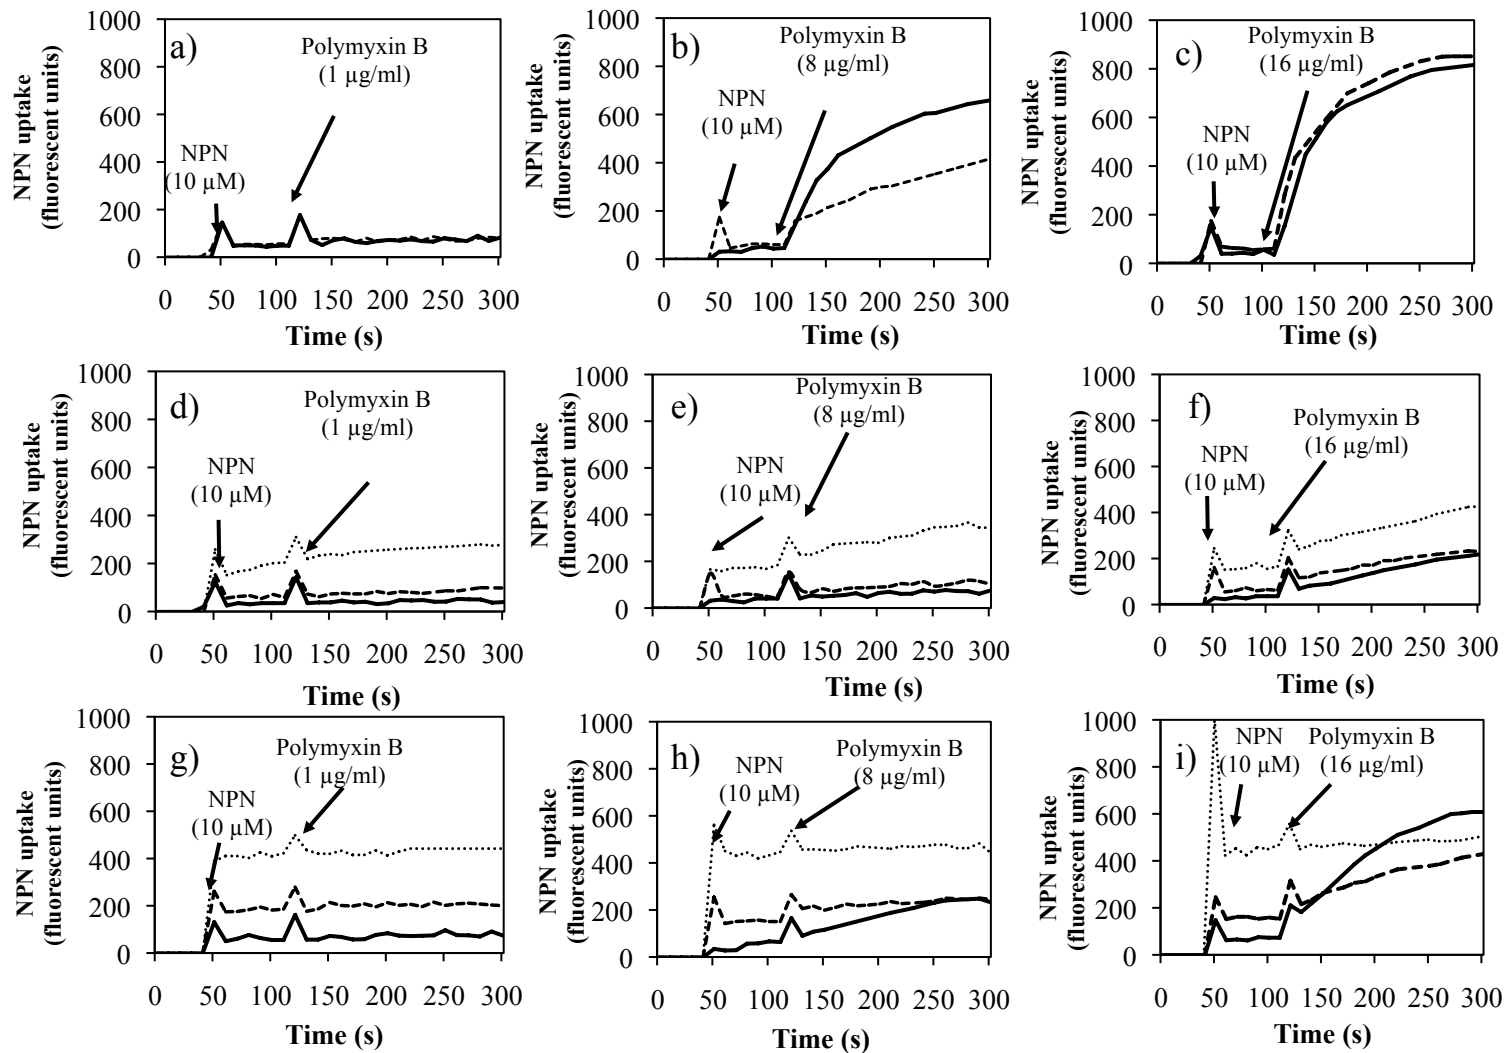 a)
Polymyxin B
(1 µg/ml)
NPN
(10 µM)
NPN uptake
(fluorescent units)
1000
800
600
400
200
0
0 50 100 150 200 250 300
Time (s)
b)
Polymyxin B
(8 µg/ml)
NPN
(10 µM)
NPN uptake
(fluorescent units)
1000
800
600
400
200
0
0 50 100 150 200 250 300
Time (s)
c)
Polymyxin B
(16 µg/ml)
NPN
(10 µM)
NPN uptake
(fluorescent units)
1000
800
600
400
200
0
0 50 100 150 200 250 300
Time (s)
d)
Polymyxin B
(1 µg/ml)
NPN
(10 µM)
NPN uptake
(fluorescent units)
1000
800
600
400
200
0
0 50 100 150 200 250 300
Time (s)
e)
Polymyxin B
(8 µg/ml)
NPN
(10 µM)
NPN uptake
(fluorescent units)
1000
800
600
400
200
0
0 50 100 150 200 250 300
Time (s)
f)
Polymyxin B
(16 µg/ml)
NPN
(10 µM)
NPN uptake
(fluorescent units)
1000
800
600
400
200
0
0 50 100 150 200 250 300
Time (s)
g)
Polymyxin B
(1 µg/ml)
NPN
(10 µM)
NPN uptake
(fluorescent units)
1000
800
600
400
200
0
0 50 100 150 200 250 300
Time (s)
h)
Polymyxin B
(8 µg/ml)
NPN
(10 µM)
NPN uptake
(fluorescent units)
1000
800
600
400
200
0
0 50 100 150 200 250 300
Time (s)
i)
NPN
(10 µM)
Polymyxin B
(16 µg/ml)
NPN uptake
(fluorescent units)
1000
800
600
400
200
0
0 50 100 150 200 250 300
Time (s)